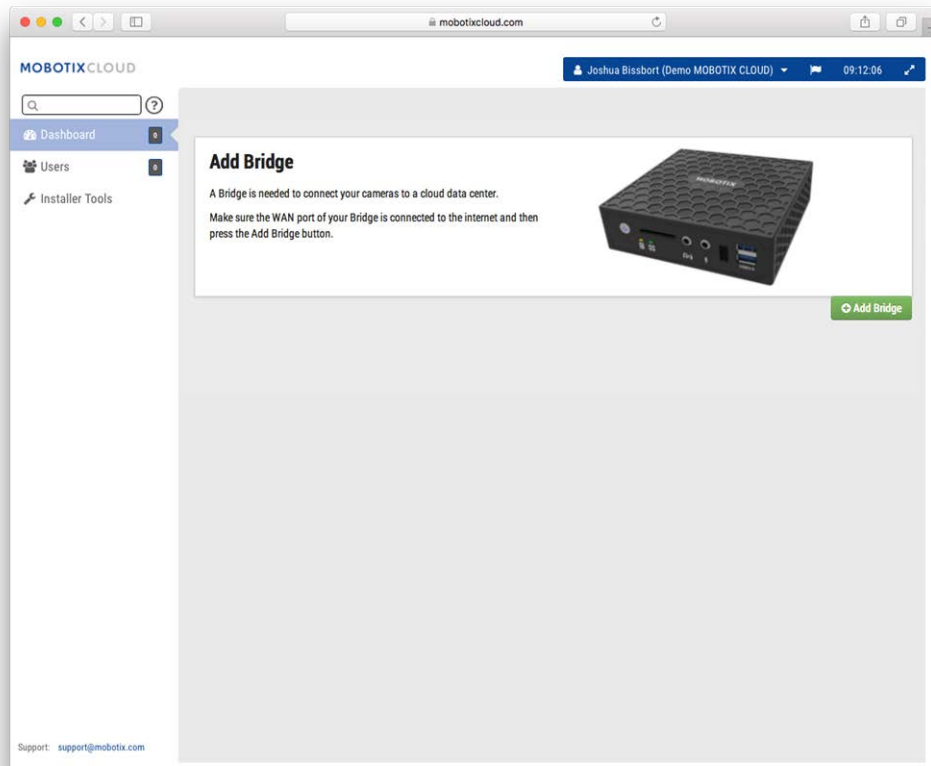 mobotixcloud.com
MOBOTIXCLOUD
Joshua Bissbort (Demo MOBOTIX CLOUD)
09:12:06
?
Dashboard
0
Users
0
Installer Tools
Add Bridge
A Bridge is needed to connect your cameras to a cloud data center.
Make sure the WAN port of your Bridge is connected to the internet and then
press the Add Bridge button.
MOBOTIX
Add Bridge
Support: support@mobotix.com